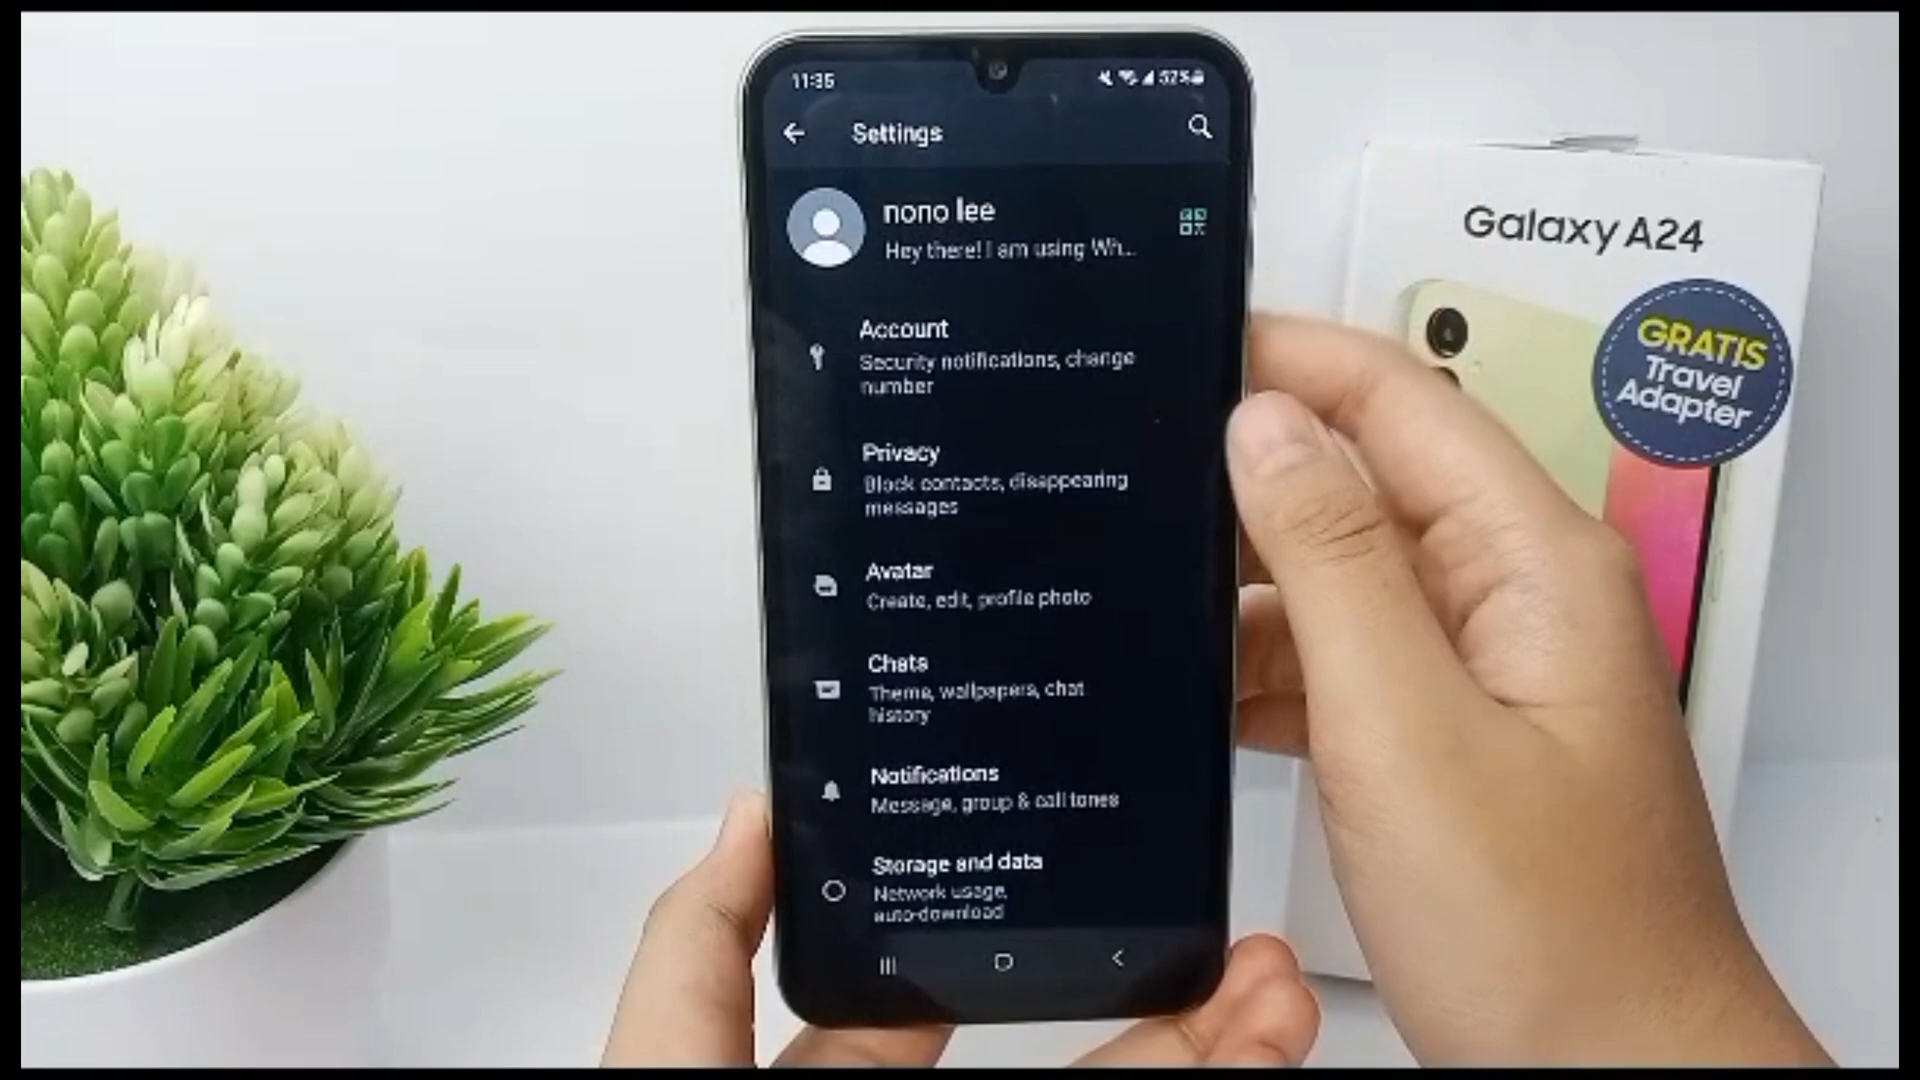 11:35
52%
Settings
nono lee
Hey there! I am using Wh...
Account
Security notifications, change
number
Privacy
Block contacts, disappearing
messages
Avatar
Create, edit, profile photo
Chats
Theme, wallpapers, chat
history
Notifications
Message, group & call tones
Storage and data
Network usage,
auto-download
Galaxy A24
GRATIS
Travel
Adapter